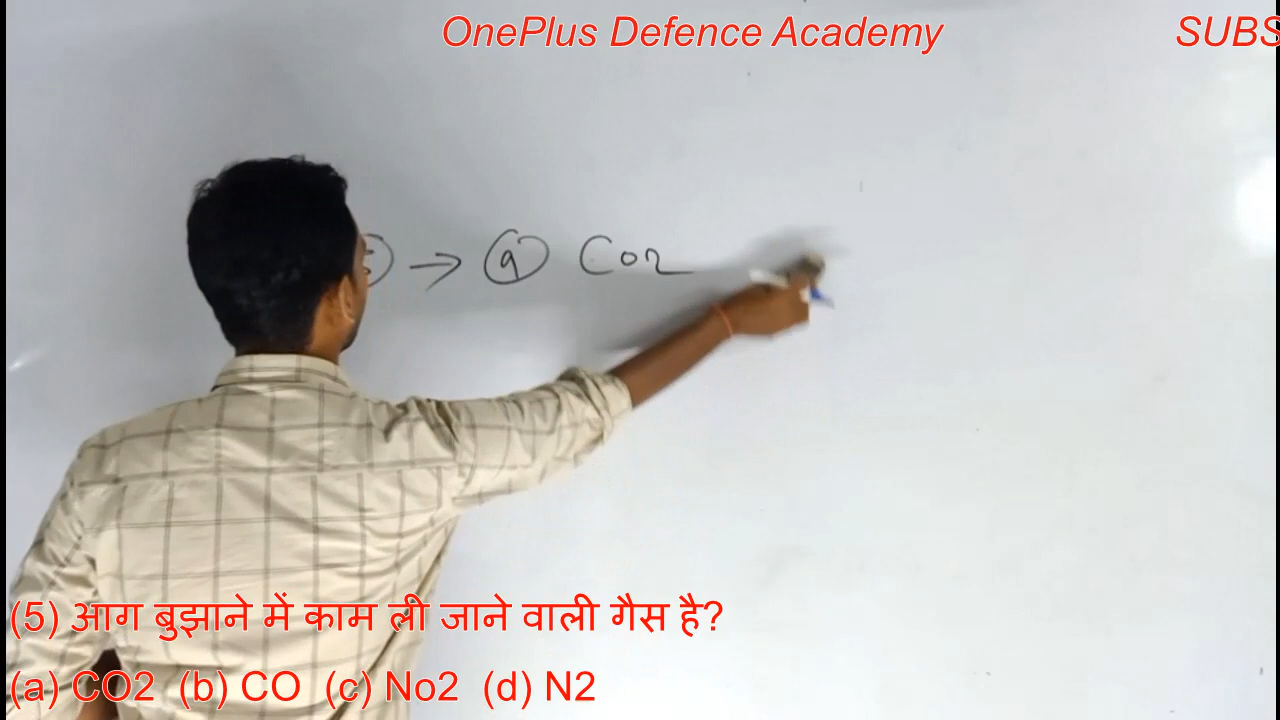 OnePlus Defence Academy SUBS
→ (a) Co2
(5) आग बुझाने में काम ली जाने वाली गैस है?
(a) CO2 (b) CO (c) No2 (d) N2